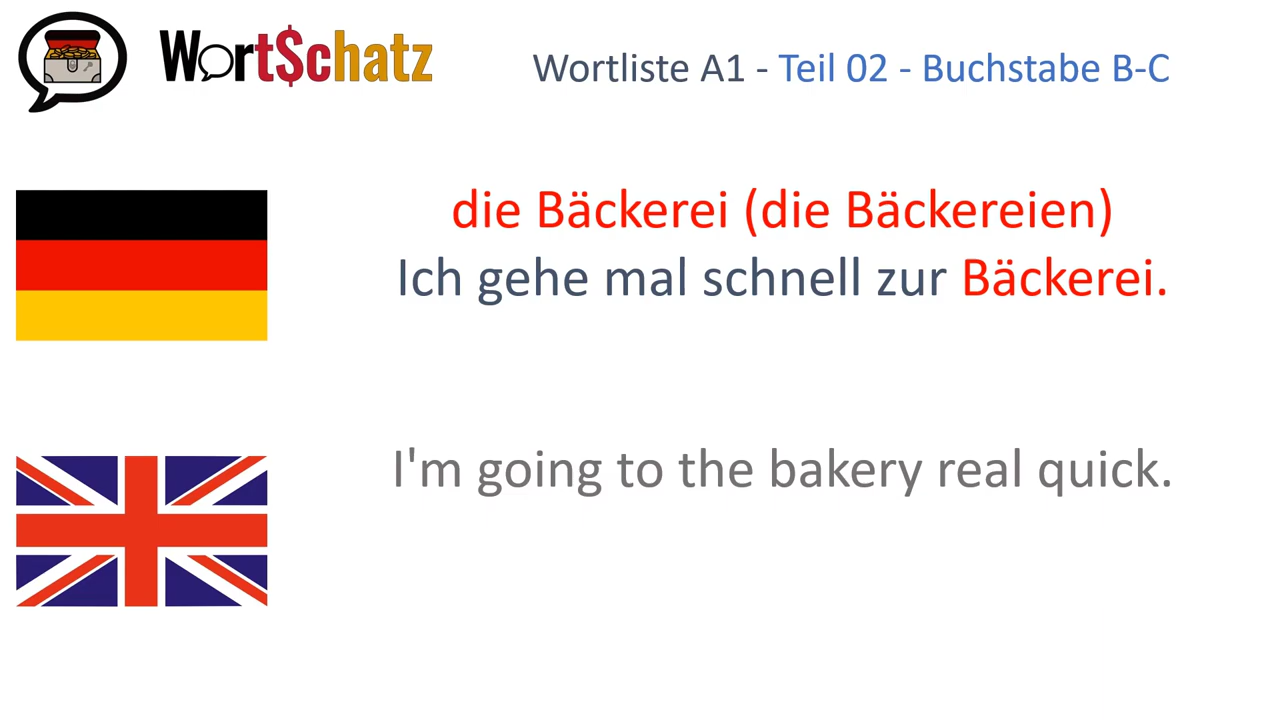 Wort$chatz
Wortliste A1 - Teil 02 - Buchstabe B-C
die Bäckerei (die Bäckereien)
Ich gehe mal schnell zur Bäckerei.
I'm going to the bakery real quick.